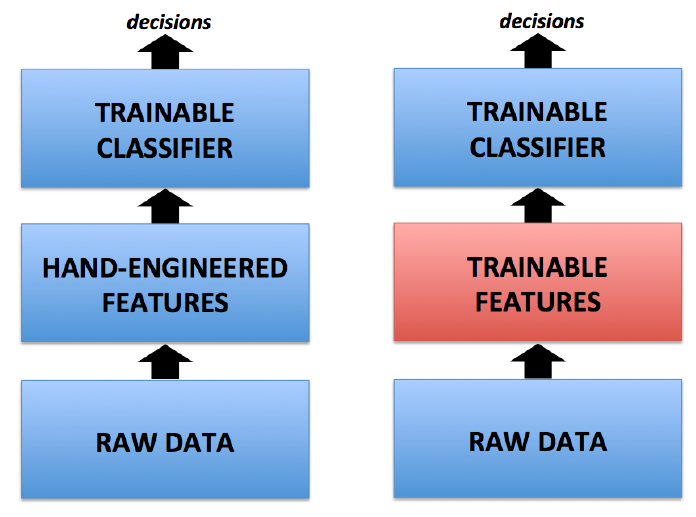 decisions
TRAINABLE
CLASSIFIER
HAND-ENGINEERED
FEATURES
RAW DATA
decisions
TRAINABLE
CLASSIFIER
TRAINABLE
FEATURES
RAW DATA